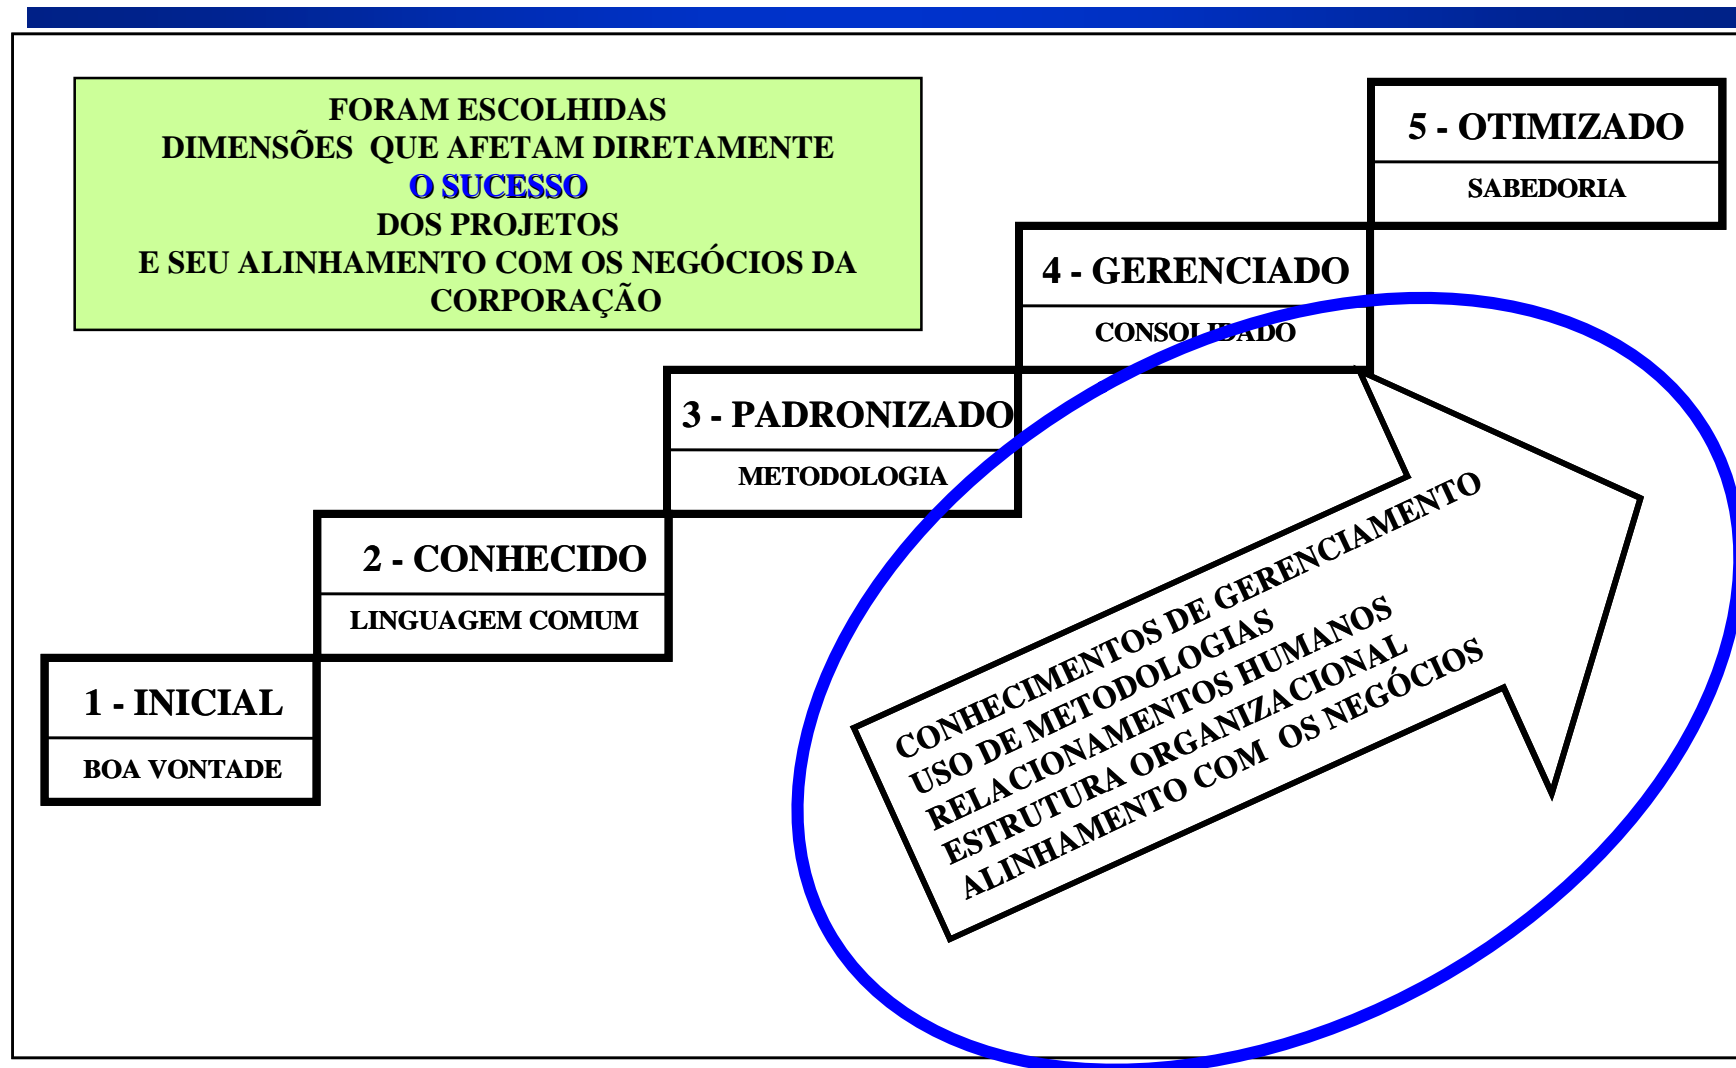 FORAM ESCOLHIDAS
DIMENSÕES QUE AFETAM DIRETAMENTE
O SUCESSO
DOS PROJETOS
E SEU ALINHAMENTO COM OS NEGÓCIOS DA
CORPORAÇÃO
5 - OTIMIZADO
SABEDORIA
4 - GERENCIADO
CONSOLIDADO
3 - PADRONIZADO
METODOLOGIA
2 - CONHECIDO
LINGUAGEM COMUM
1 - INICIAL
BOA VONTADE
CONHECIMENTOS DE GERENCIAMENTO
USO DE METODOLOGIAS
RELACIONAMENTOS HUMANOS
ESTRUTURA ORGANIZACIONAL
ALINHAMENTO COM OS NEGÓCIOS